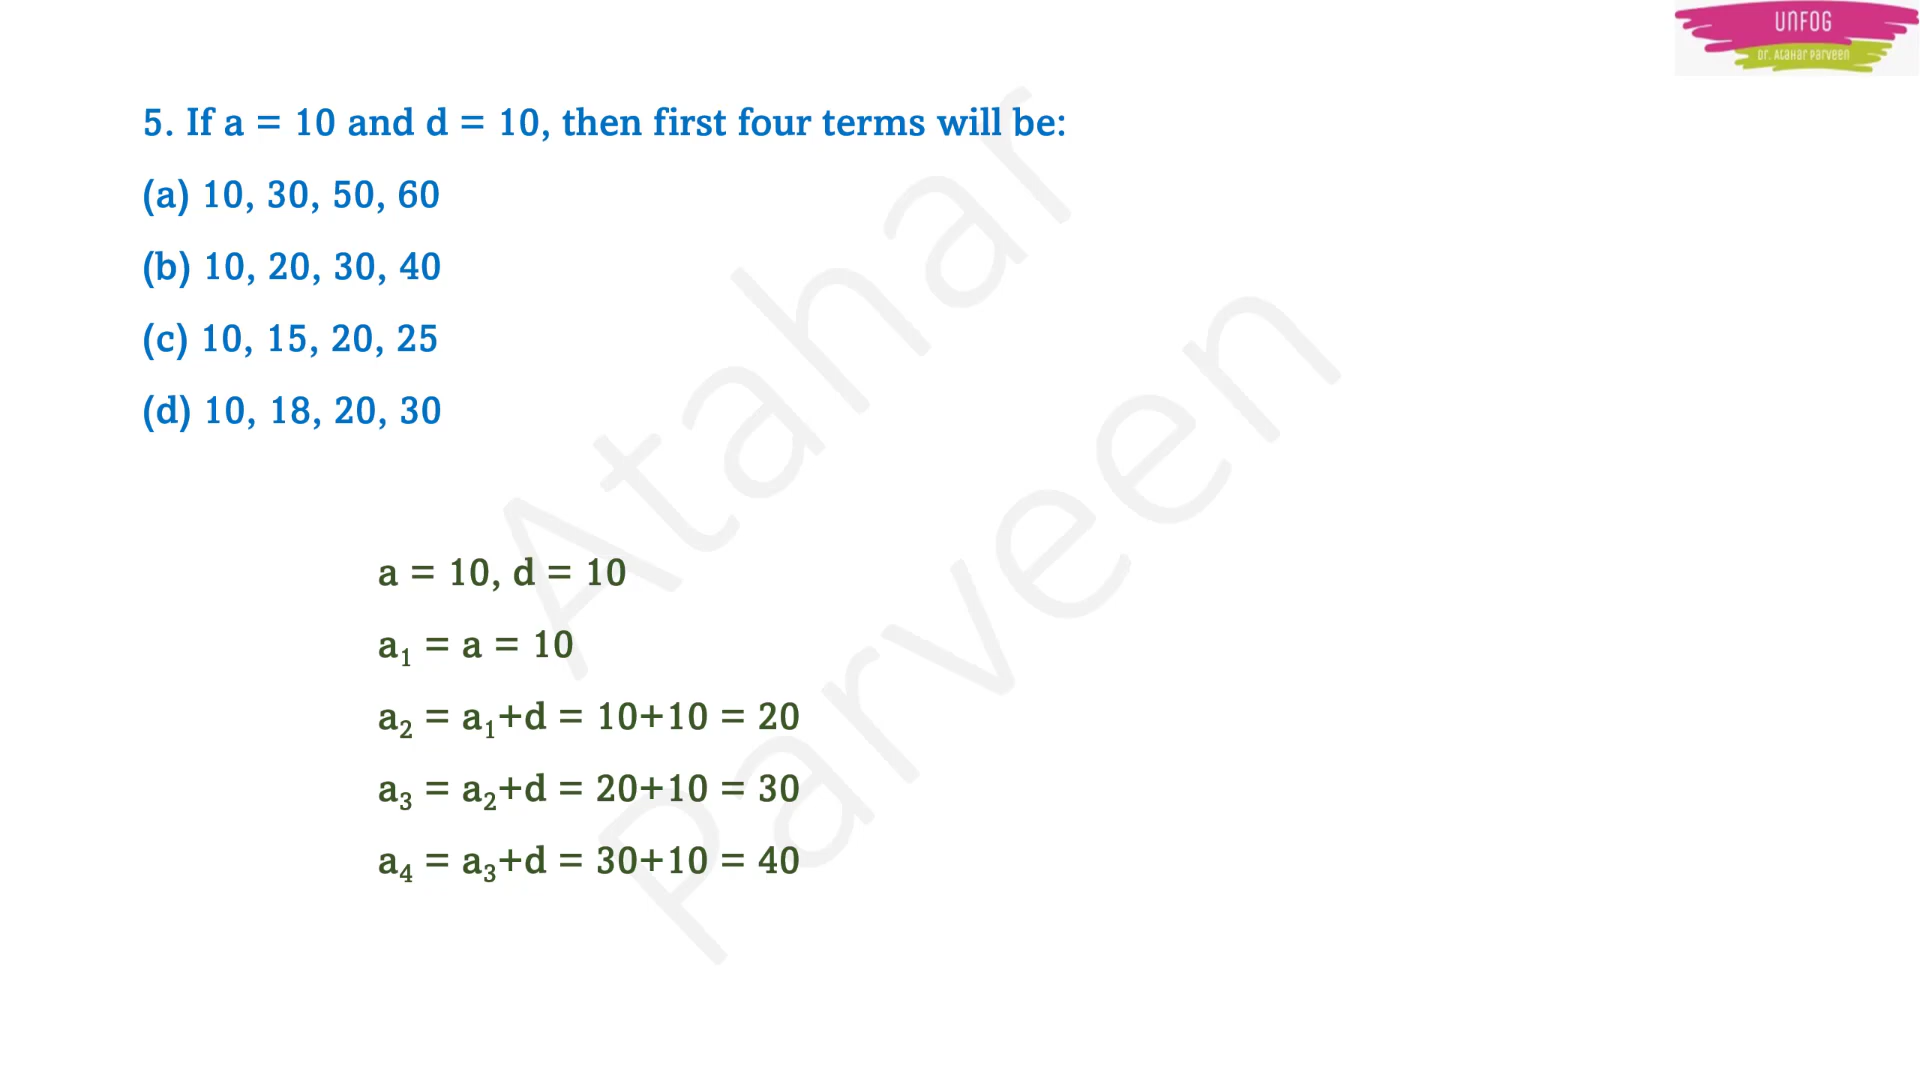 UNFOG
Dr. Atahar Parveen
5. If a = 10 and d = 10, then first four terms will be:
(a) 10, 30, 50, 60
(b) 10, 20, 30, 40
(c) 10, 15, 20, 25
(d) 10, 18, 20, 30
a = 10, d = 10
a₁ = a = 10
a₂ = a₁+d = 10+10 = 20
a₃ = a₂+d = 20+10 = 30
a₄ = a₃+d = 30+10 = 40
Atahar
Parveen